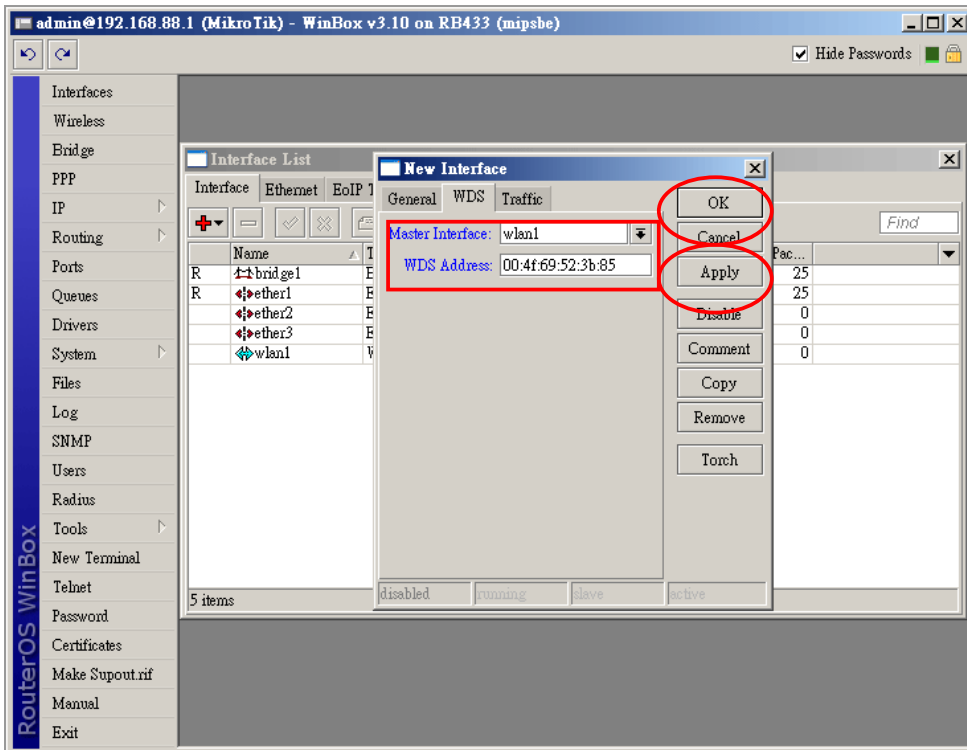 admin@192.168.88.1 (MikroTik) - WinBox v3.10 on RB433 (mipsbe)
Hide Passwords
Interfaces
Wireless
Bridge
PPP
IP
Routing
Ports
Queues
Drivers
System
Files
Log
SNMP
Users
Radius
Tools
New Terminal
Telnet
Password
Certificates
Make Supout.rif
Manual
Exit
RouterOS WinBox
Interface List
Interface Ethernet EoIP T
Find
Name T Pac...
R bridge1 E 25
R ether1 E 25
ether2 E 0
ether3 E 0
wlan1 W 0
5 items
New Interface
General WDS Traffic
Master Interface: wlan1
WDS Address: 00:4f:69:52:3b:85
OK
Cancel
Apply
Disable
Comment
Copy
Remove
Torch
disabled running slave active